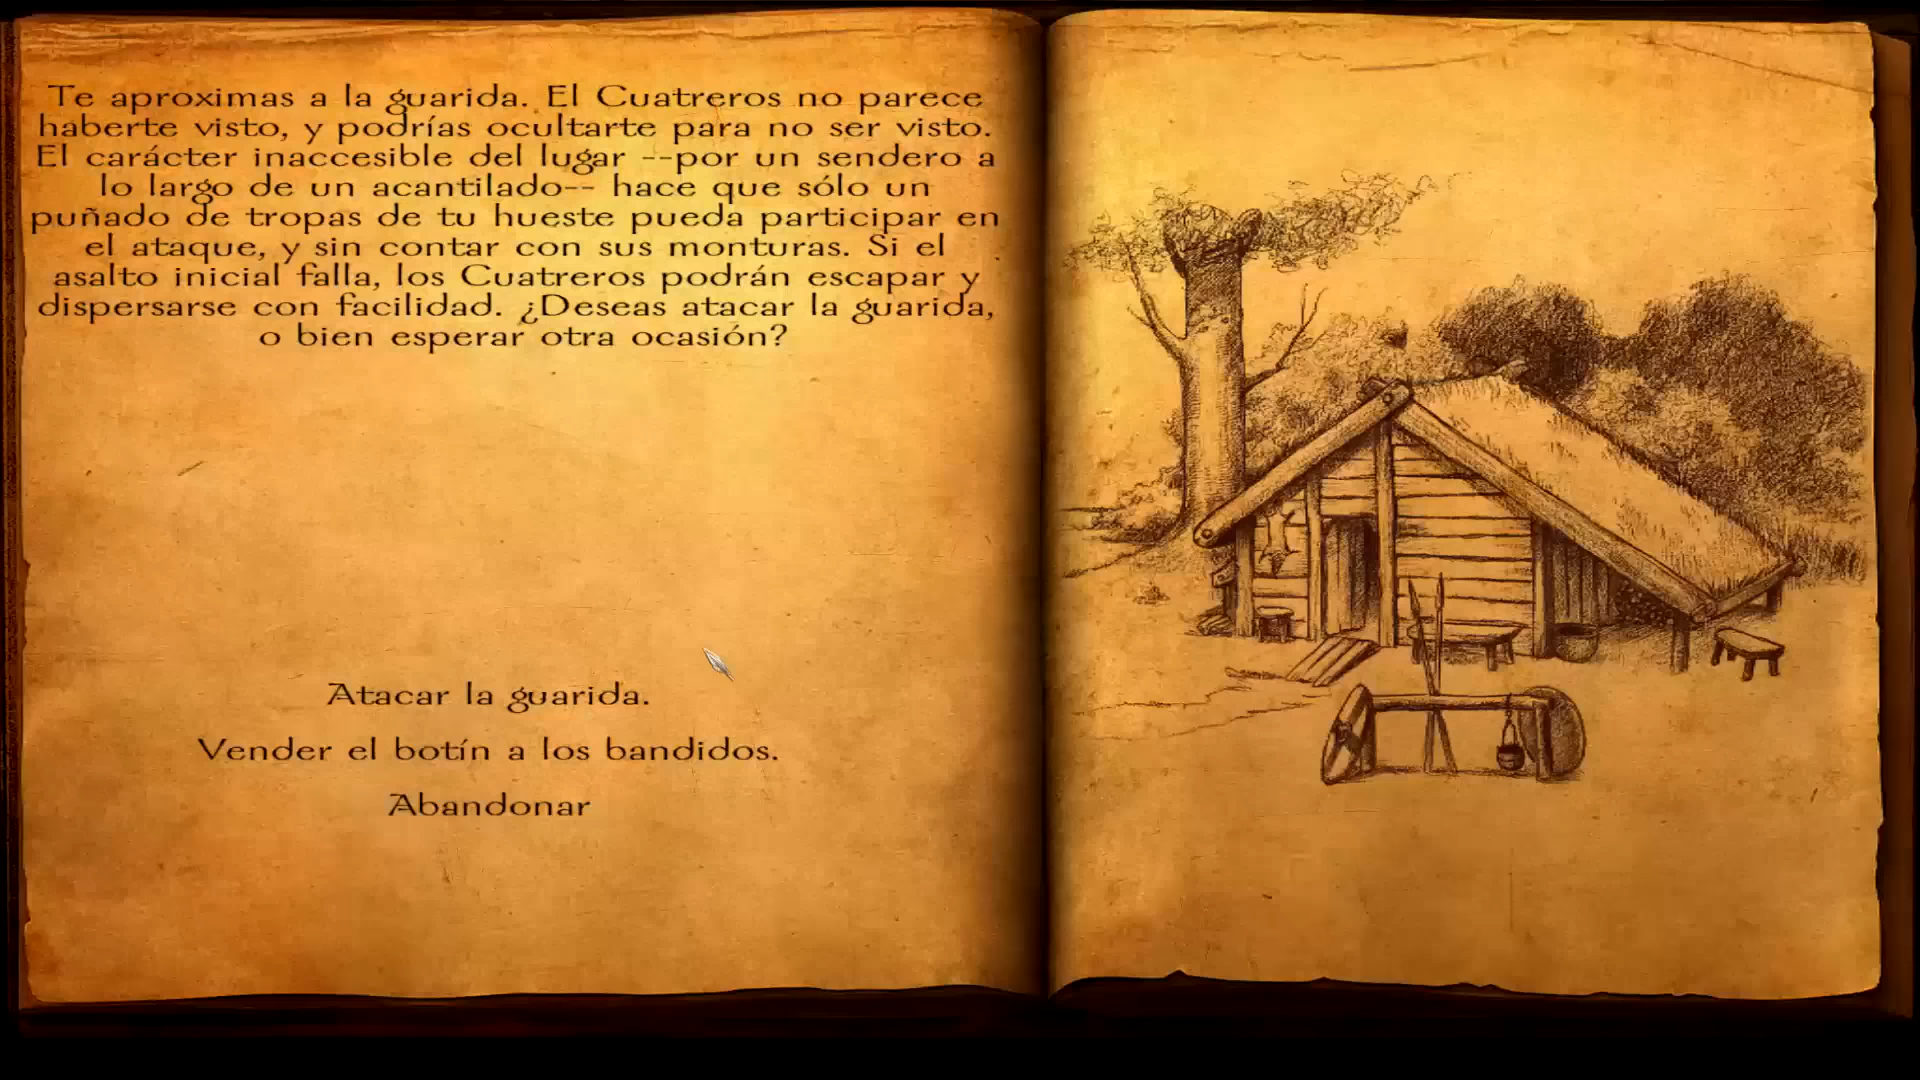 Te aproximas a la guarida. El Cuatreros no parece
haberte visto, y podrías ocultarte para no ser visto.
El carácter inaccesible del lugar --por un sendero a
lo largo de un acantilado-- hace que sólo un
puñado de tropas de tu hueste pueda participar en
el ataque, y sin contar con sus monturas. Si el
asalto inicial falla, los Cuatreros podrán escapar y
dispersarse con facilidad. ¿Deseas atacar la guarida,
o bien esperar otra ocasión?
Atacar la guarida.
Vender el botín a los bandidos.
Abandonar